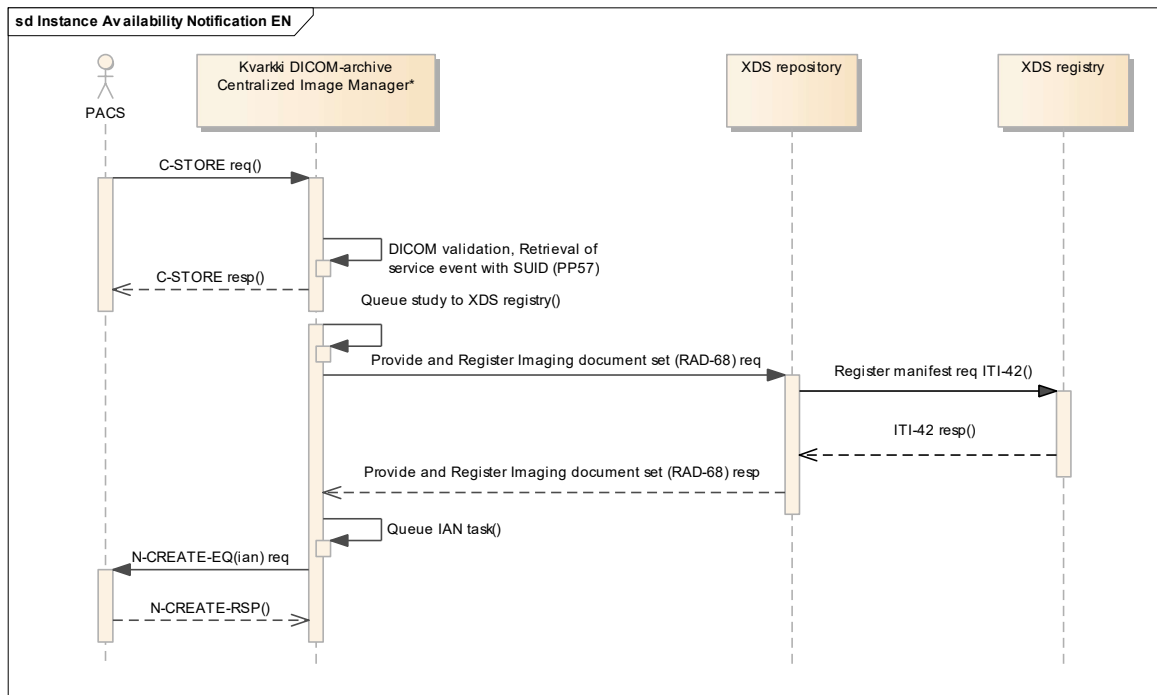 sd Instance Availability Notification EN
PACS
Kvarkki DICOM-archive
Centralized Image Manager*
XDS repository
XDS registry
C-STORE req()
DICOM validation, Retrieval of
service event with SUID (PP57)
C-STORE resp()
Queue study to XDS registry()
Provide and Register Imaging document set (RAD-68) req
Register manifest req ITI-42()
ITI-42 resp()
Provide and Register Imaging document set (RAD-68) resp
Queue IAN task()
N-CREATE-EQ(ian) req
N-CREATE-RSP()